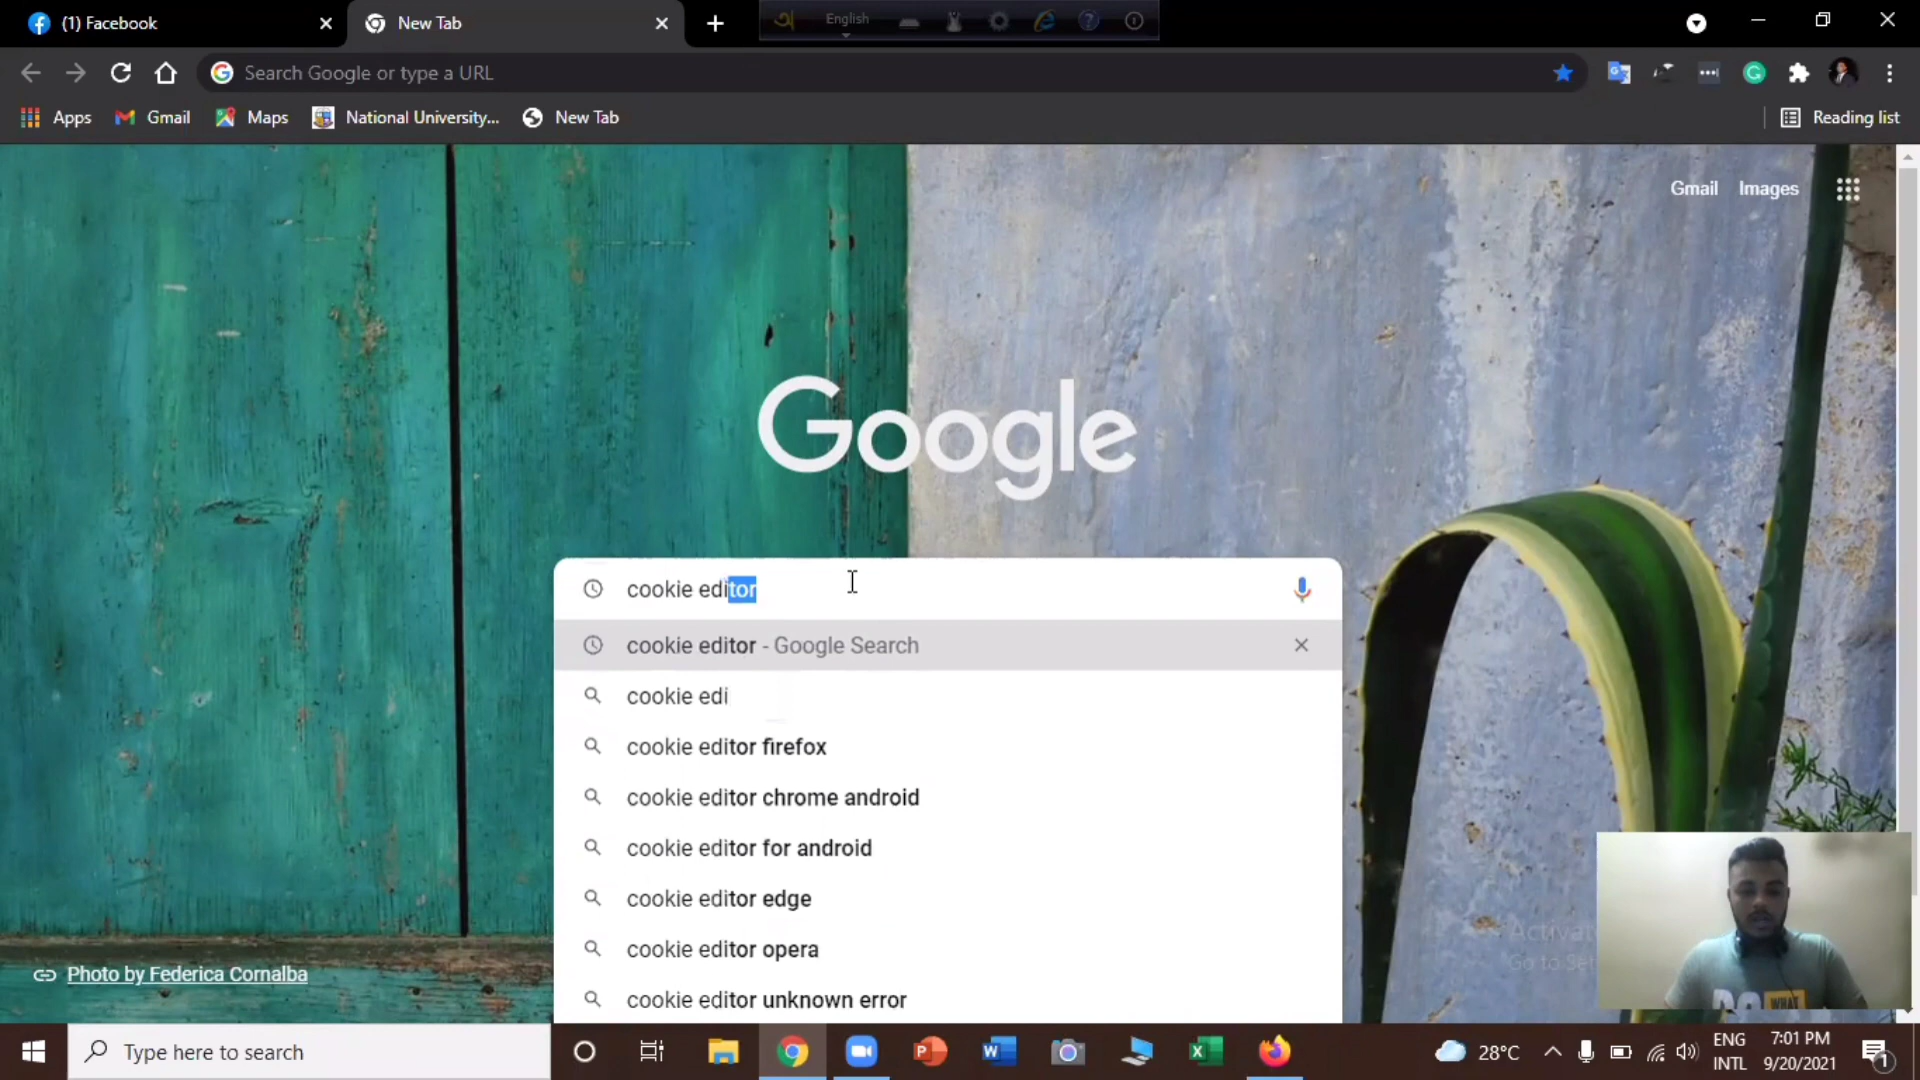 (1) Facebook
New Tab
English
Search Google or type a URL
Apps
Gmail
Maps
National University...
New Tab
Reading list
Gmail
Images
Google
cookie editor
cookie editor - Google Search
cookie edi
cookie editor firefox
cookie editor chrome android
cookie editor for android
cookie editor edge
cookie editor opera
cookie editor unknown error
Photo by Federica Cornalba
DO WHAT
Type here to search
28°C
ENG
INTL
7:01 PM
9/20/2021
1